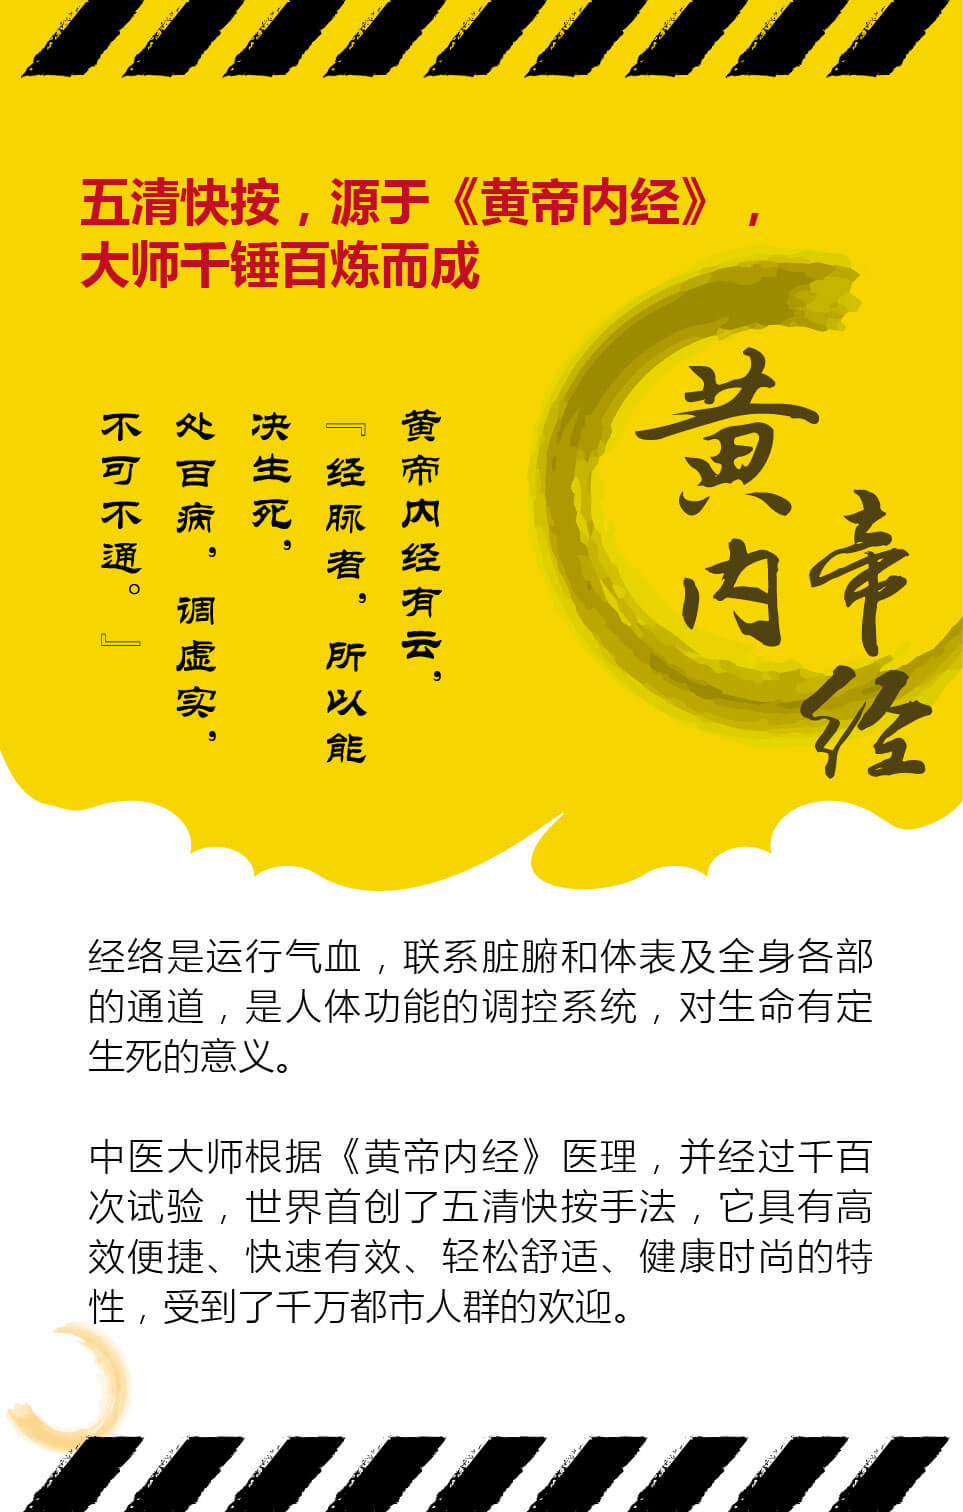 五清快按，源于《黄帝内经》，
大师千锤百炼而成
黄帝内经有云，
『经脉者，所以能
决生死，
处百病，调虚实，
不可不通。』
黄
帝
内
经
经络是运行气血，联系脏腑和体表及全身各部
的通道，是人体功能的调控系统，对生命有定
生死的意义。
中医大师根据《黄帝内经》医理，并经过千百
次试验，世界首创了五清快按手法，它具有高
效便捷、快速有效、轻松舒适、健康时尚的特
性，受到了千万都市人群的欢迎。